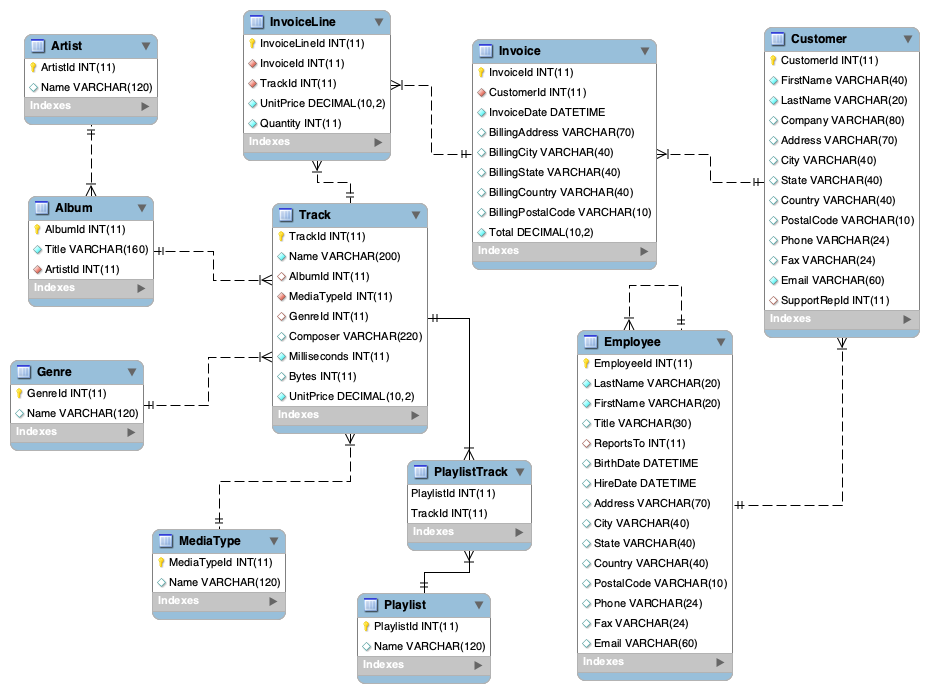 Artist
ArtistId INT(11)
Name VARCHAR(120)
Indexes
Album
AlbumId INT(11)
Title VARCHAR(160)
ArtistId INT(11)
Indexes
Genre
GenreId INT(11)
Name VARCHAR(120)
Indexes
InvoiceLine
InvoiceLineId INT(11)
InvoiceId INT(11)
TrackId INT(11)
UnitPrice DECIMAL(10,2)
Quantity INT(11)
Indexes
Track
TrackId INT(11)
Name VARCHAR(200)
AlbumId INT(11)
MediaTypeId INT(11)
GenreId INT(11)
Composer VARCHAR(220)
Milliseconds INT(11)
Bytes INT(11)
UnitPrice DECIMAL(10,2)
Indexes
MediaType
MediaTypeId INT(11)
Name VARCHAR(120)
Indexes
PlaylistTrack
PlaylistId INT(11)
TrackId INT(11)
Indexes
Playlist
PlaylistId INT(11)
Name VARCHAR(120)
Indexes
Invoice
InvoiceId INT(11)
CustomerId INT(11)
InvoiceDate DATETIME
BillingAddress VARCHAR(70)
BillingCity VARCHAR(40)
BillingState VARCHAR(40)
BillingCountry VARCHAR(40)
BillingPostalCode VARCHAR(10)
Total DECIMAL(10,2)
Indexes
Employee
EmployeeId INT(11)
LastName VARCHAR(20)
FirstName VARCHAR(20)
Title VARCHAR(30)
ReportsTo INT(11)
BirthDate DATETIME
HireDate DATETIME
Address VARCHAR(70)
City VARCHAR(40)
State VARCHAR(40)
Country VARCHAR(40)
PostalCode VARCHAR(10)
Phone VARCHAR(24)
Fax VARCHAR(24)
Email VARCHAR(60)
Indexes
Customer
CustomerId INT(11)
FirstName VARCHAR(40)
LastName VARCHAR(20)
Company VARCHAR(80)
Address VARCHAR(70)
City VARCHAR(40)
State VARCHAR(40)
Country VARCHAR(40)
PostalCode VARCHAR(10)
Phone VARCHAR(24)
Fax VARCHAR(24)
Email VARCHAR(60)
SupportRepId INT(11)
Indexes